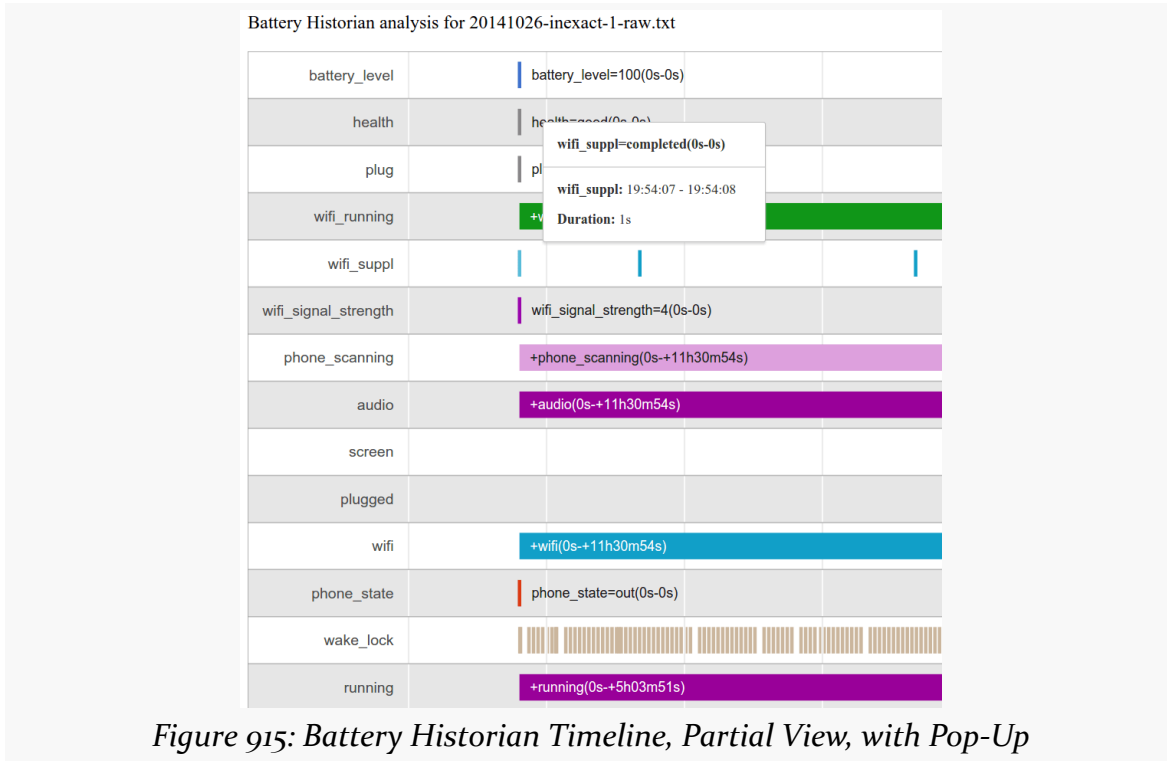 Battery Historian analysis for 20141026-inexact-1-raw.txt
battery_level battery_level=100(0s-0s)
health
wifi_suppl=completed(0s-0s)
plug pl
wifi_suppl: 19:54:07 - 19:54:08
wifi_running
Duration: 1s
wifi_suppl
wifi_signal_strength wifi_signal_strength=4(0s-0s)
phone_scanning +phone_scanning(0s-+11h30m54s)
audio +audio(0s-+11h30m54s)
screen
plugged
wifi +wifi(0s-+11h30m54s)
phone_state phone_state=out(0s-0s)
wake_lock
running +running(0s-+5h03m51s)
Figure 915: Battery Historian Timeline, Partial View, with Pop-Up